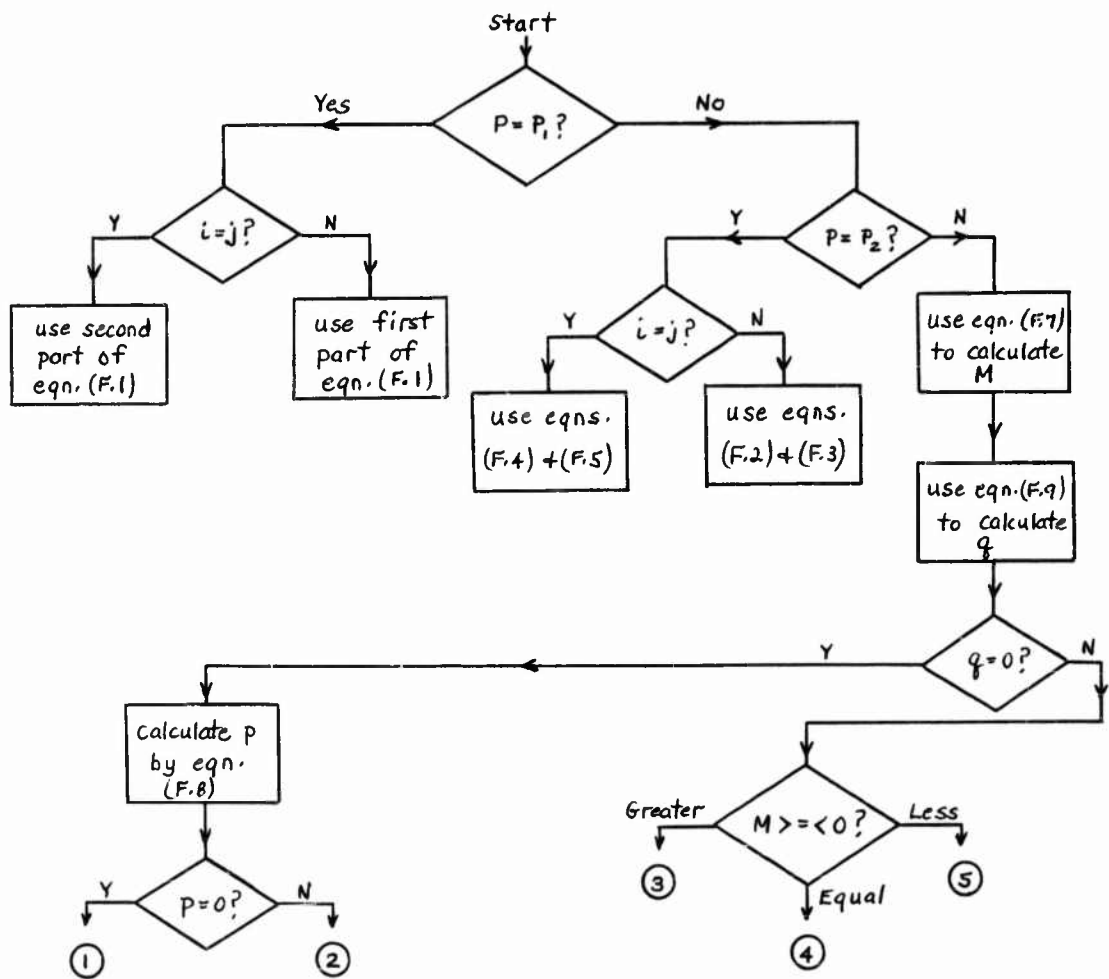 Start
P = P₁?
Yes
No
i = j?
Y
N
P = P₂?
Y
N
use second
part of
eqn. (F.1)
use first
part of
eqn. (F.1)
i = j?
Y
N
use eqn. (F.7)
to calculate
M
use eqns.
(F.4) + (F.5)
use eqns.
(F.2) + (F.3)
use eqn. (F.9)
to calculate
q
q = 0?
Y
N
calculate p
by eqn.
(F.8)
M > = < 0?
Greater
Less
Equal
p = 0?
Y
N
1
2
3
4
5